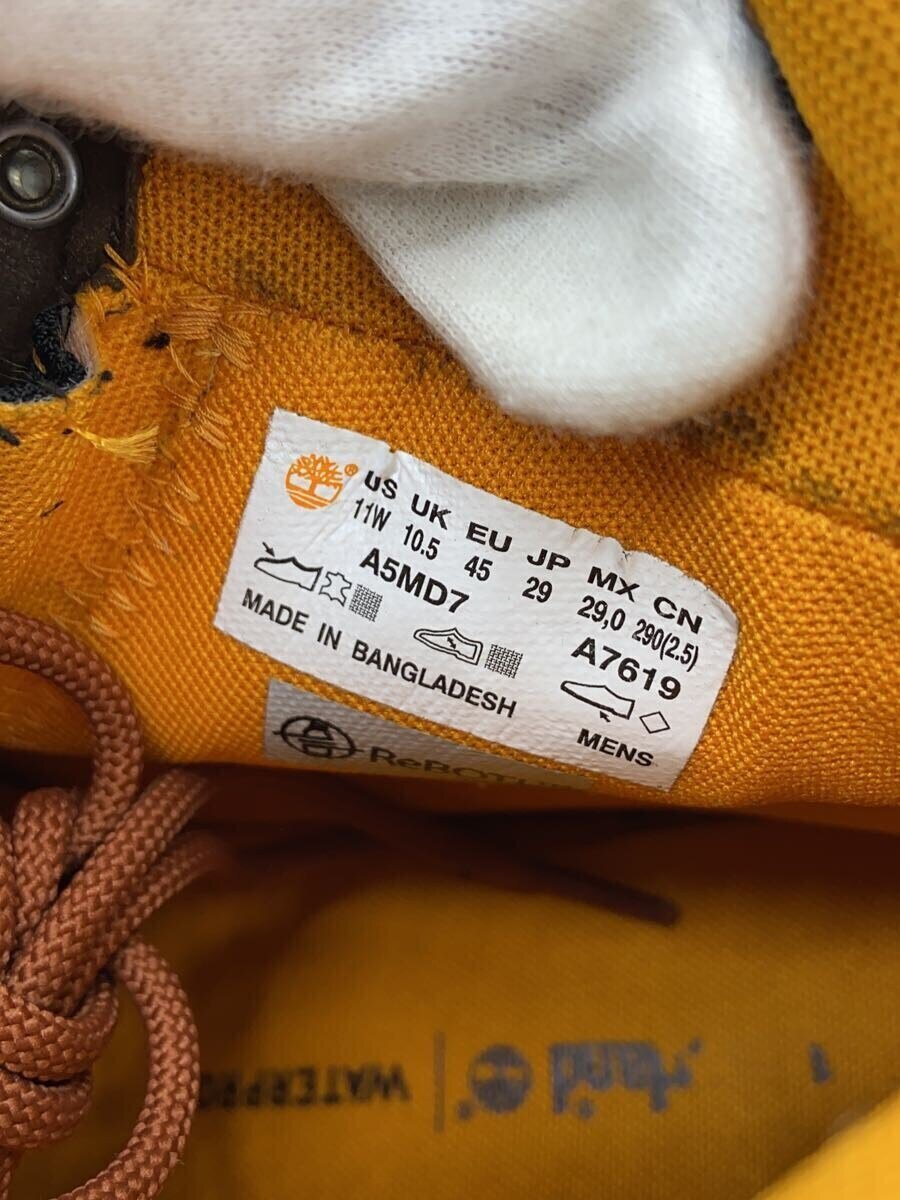 ®
US UK EU JP MX CN
11W 10.5 45 29 29,0 290(2.5)
A5MD7 A7619
MADE IN BANGLADESH
MENS